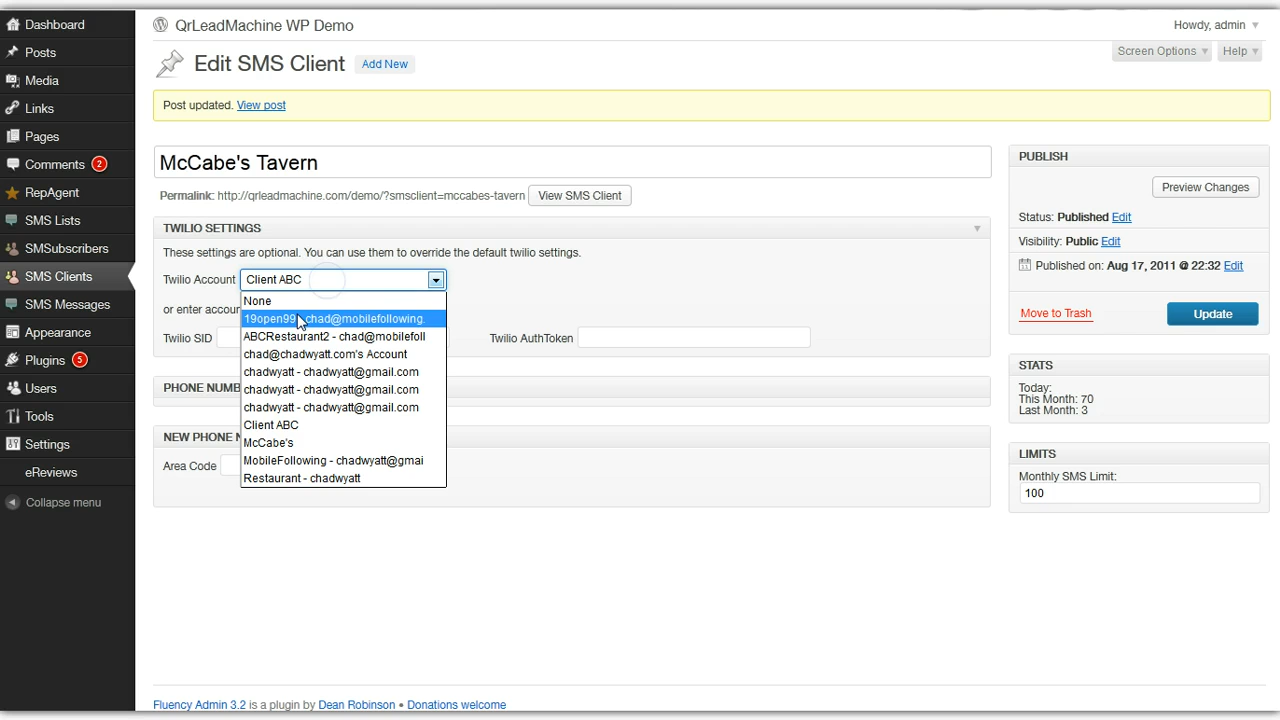 Dashboard
Posts
Media
Links
Pages
Comments 2
RepAgent
SMS Lists
SMSubscribers
SMS Clients
SMS Messages
Appearance
Plugins 5
Users
Tools
Settings
eReviews
Collapse menu
QrLeadMachine WP Demo
Howdy, admin
Screen Options
Help
Edit SMS Client
Add New
Post updated. View post
McCabe's Tavern
Permalink: http://qrleadmachine.com/demo/?smsclient=mccabes-tavern View SMS Client
TWILIO SETTINGS
These settings are optional. You can use them to override the default twilio settings.
Twilio Account Client ABC
None
or enter accoun
19open99 - chad@mobilefollowing.
ABCRestaurant2 - chad@mobilefoll
Twilio SID
Twilio AuthToken
chad@chadwyatt.com's Account
chadwyatt - chadwyatt@gmail.com
chadwyatt - chadwyatt@gmail.com
chadwyatt - chadwyatt@gmail.com
Client ABC
McCabe's
MobileFollowing - chadwyatt@gmai
Restaurant - chadwyatt
PHONE NUMB
NEW PHONE N
Area Code
PUBLISH
Preview Changes
Status: Published Edit
Visibility: Public Edit
Published on: Aug 17, 2011 @ 22:32 Edit
Move to Trash
Update
STATS
Today:
This Month: 70
Last Month: 3
LIMITS
Monthly SMS Limit:
100
Fluency Admin 3.2 is a plugin by Dean Robinson • Donations welcome